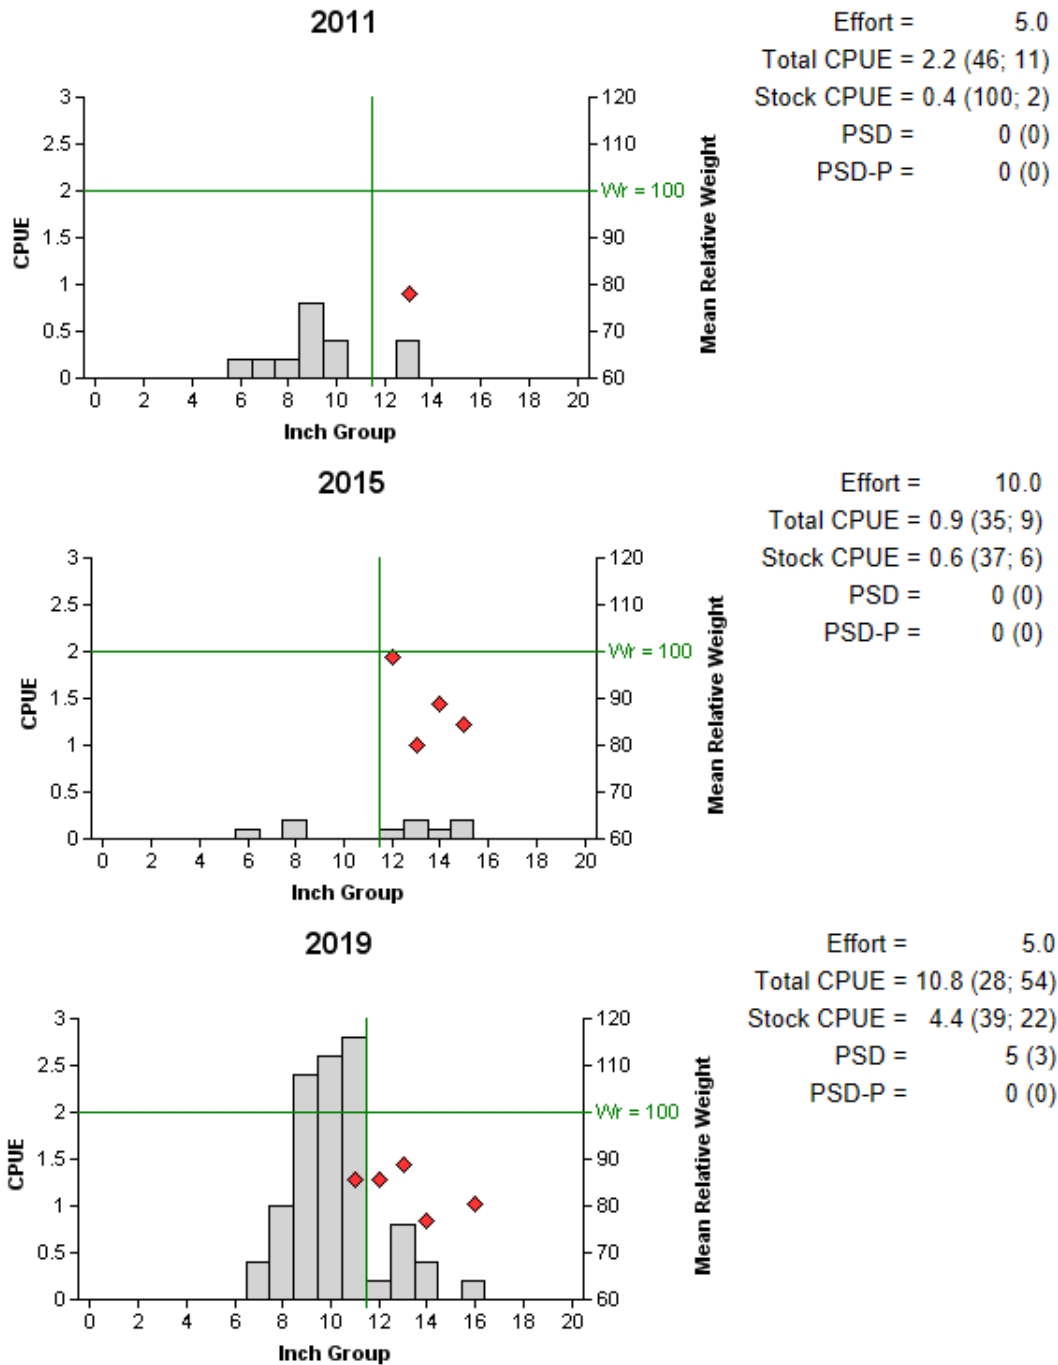 2011
Effort = 5.0
Total CPUE = 2.2 (46; 11)
Stock CPUE = 0.4 (100; 2)
PSD = 0 (0)
PSD-P = 0 (0)
3 120
2.5 110
2 Wr = 100
1.5 90
1 80
0.5 70
0 60
CPUE
Mean Relative Weight
0 2 4 6 8 10 12 14 16 18 20
Inch Group
2015
Effort = 10.0
Total CPUE = 0.9 (35; 9)
Stock CPUE = 0.6 (37; 6)
PSD = 0 (0)
PSD-P = 0 (0)
3 120
2.5 110
2 Wr = 100
1.5 90
1 80
0.5 70
0 60
CPUE
Mean Relative Weight
0 2 4 6 8 10 12 14 16 18 20
Inch Group
2019
Effort = 5.0
Total CPUE = 10.8 (28; 54)
Stock CPUE = 4.4 (39; 22)
PSD = 5 (3)
PSD-P = 0 (0)
3 120
2.5 110
2 Wr = 100
1.5 90
1 80
0.5 70
0 60
CPUE
Mean Relative Weight
0 2 4 6 8 10 12 14 16 18 20
Inch Group